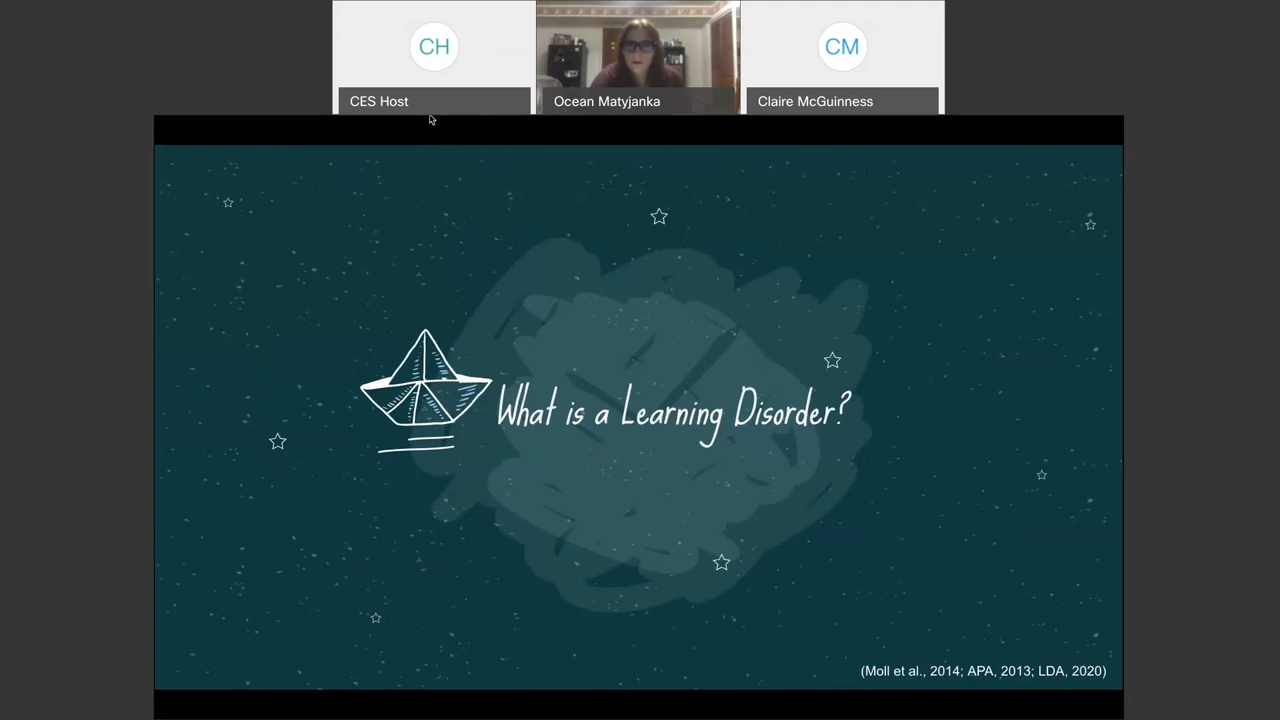 CH
CES Host
Ocean Matyjanka
CM
Claire McGuinness
What is a Learning Disorder?
(Moll et al., 2014; APA, 2013; LDA, 2020)